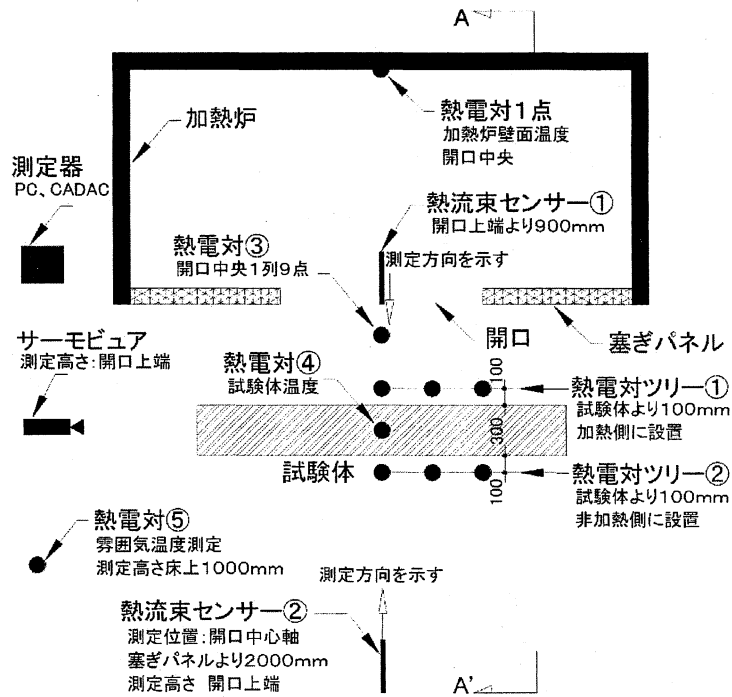 A
熱電対1点
加熱炉壁面温度
開口中央
加熱炉
測定器
PC、CADAC
熱流束センサー①
開口上端より900mm
熱電対③
開口中央1列9点
測定方向を示す
サーモビュア
測定高さ:開口上端
開口
塞ぎパネル
熱電対④
試験体温度
100
熱電対ツリー①
試験体より100mm
加熱側に設置
300
試験体
100
熱電対ツリー②
試験体より100mm
非加熱側に設置
熱電対⑤
雰囲気温度測定
測定高さ床上1000mm
測定方向を示す
熱流束センサー②
測定位置:開口中心軸
塞ぎパネルより2000mm
測定高さ 開口上端
A'